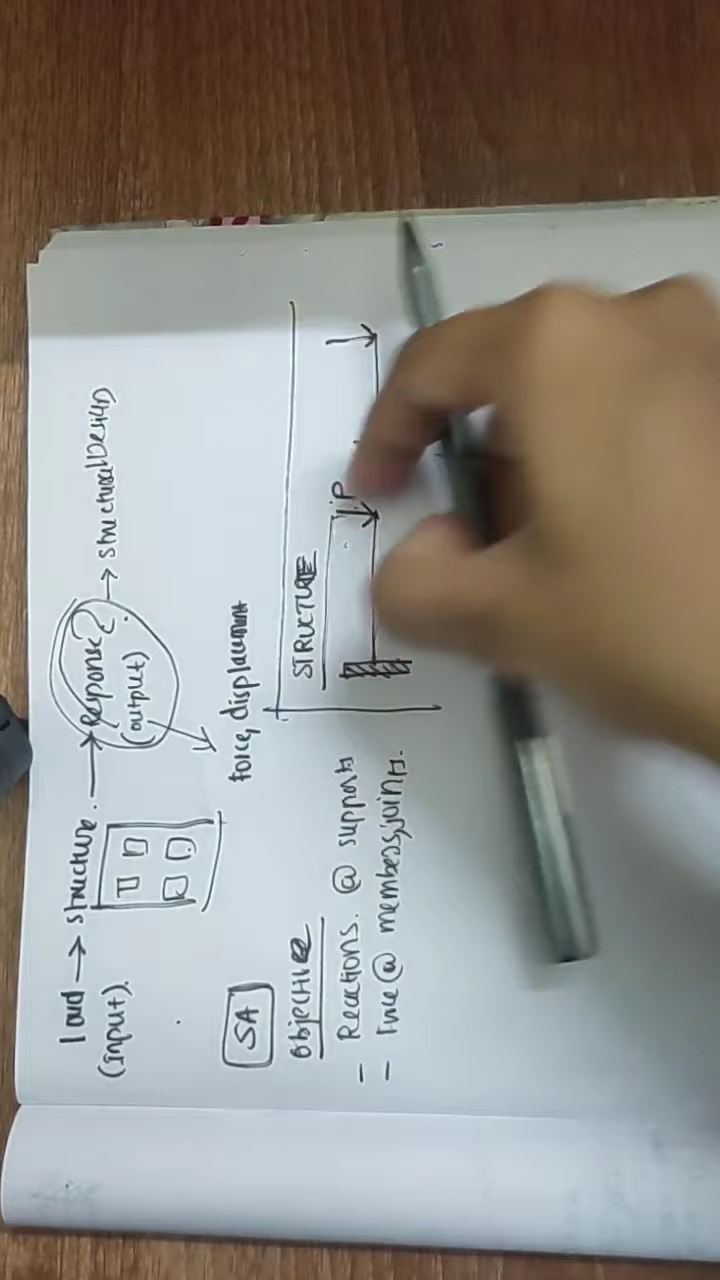 load → structure. → Response? → structural Design
(input). (output)
force, displacement
SA
Objective
- Reactions. @ supports
- Force @ members, joints.
STRUCTURE
P